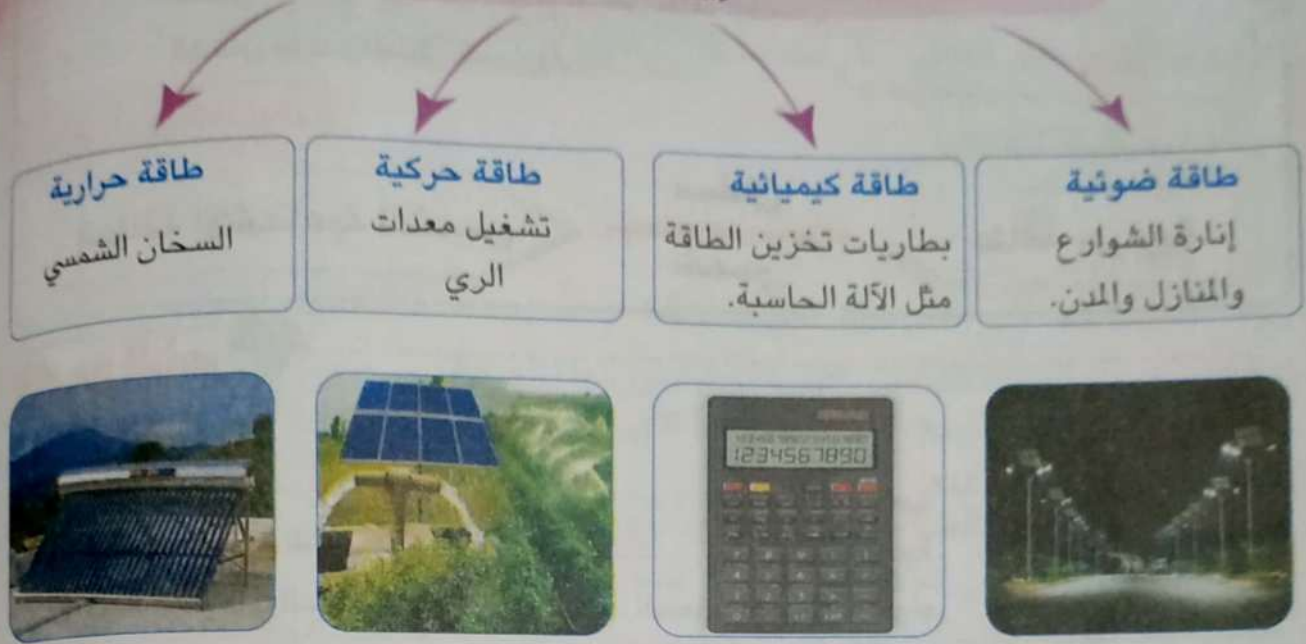 طاقة ضوئية
إنارة الشوارع
والمنازل والمدن.
طاقة كيميائية
بطاريات تخزين الطاقة
مثل الآلة الحاسبة.
طاقة حركية
تشغيل معدات
الري
طاقة حرارية
السخان الشمسي
1234567890